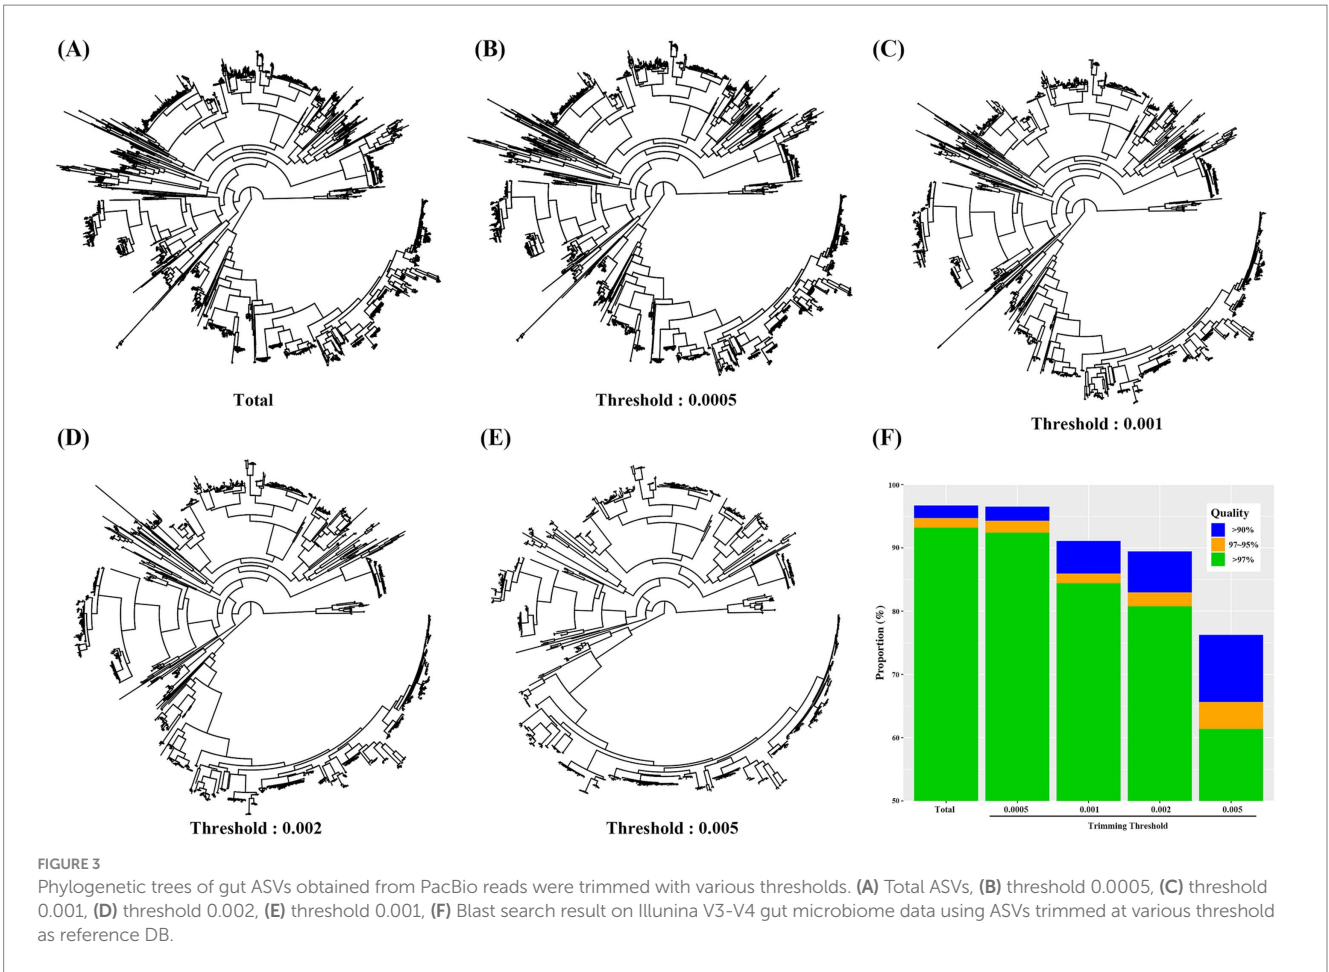 (A)
(B)
(C)
Total
Threshold : 0.0005
Threshold : 0.001
(D)
(E)
(F)
Threshold : 0.002
Threshold : 0.005
Proportion (%)
100
90
80
70
60
50
Quality
>90%
97~95%
>97%
Total
0.0005
0.001
0.002
0.005
Trimming Threshold
FIGURE 3
Phylogenetic trees of gut ASVs obtained from PacBio reads were trimmed with various thresholds. (A) Total ASVs, (B) threshold 0.0005, (C) threshold
0.001, (D) threshold 0.002, (E) threshold 0.001, (F) Blast search result on Illunina V3-V4 gut microbiome data using ASVs trimmed at various threshold
as reference DB.